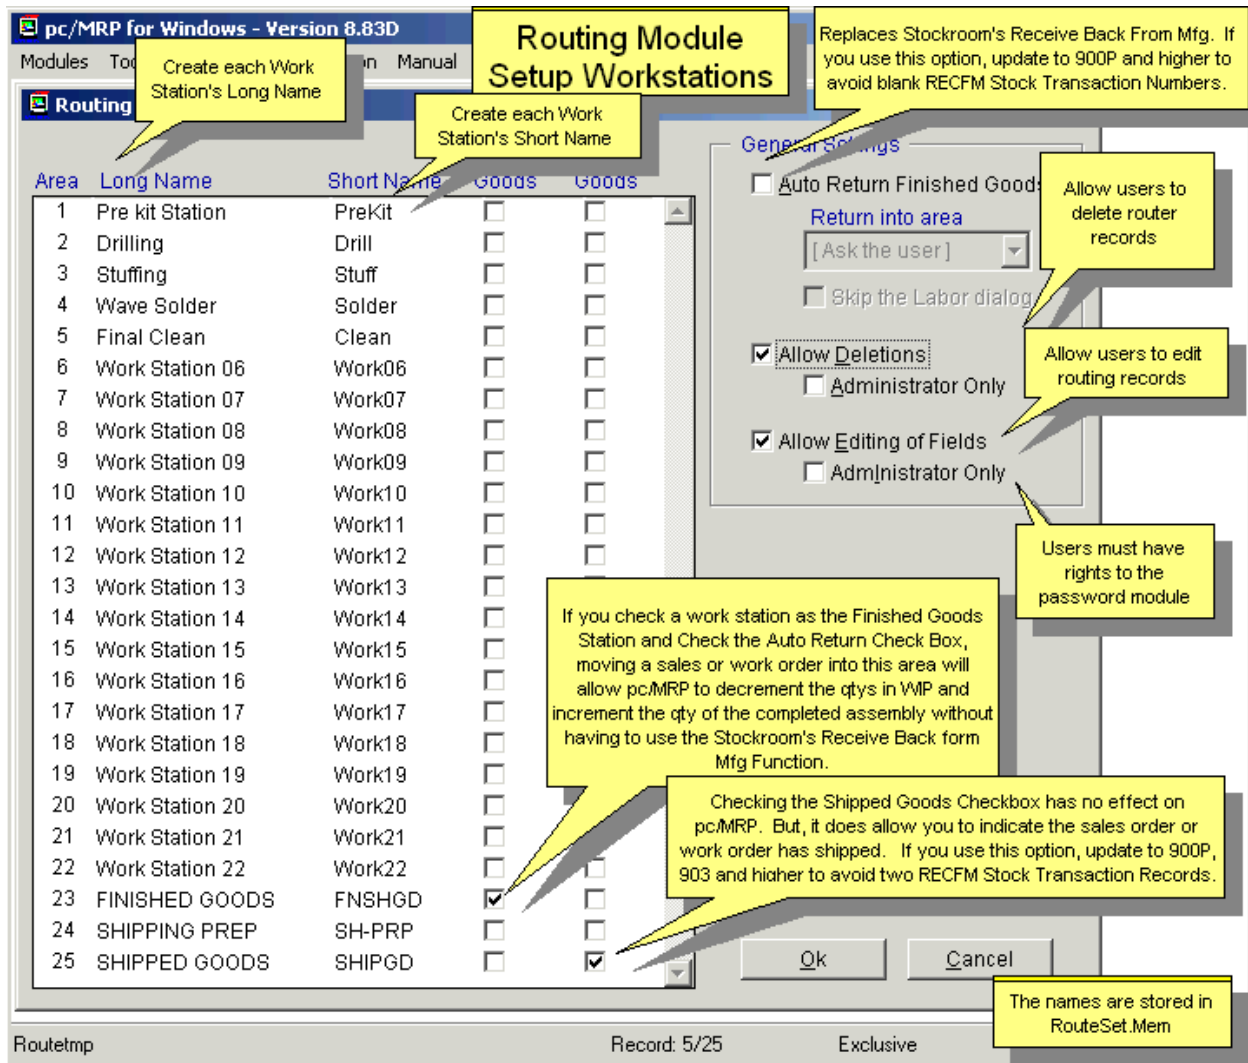 pc/MRP for Windows - Version 8.83D
Modules
Manual
Routing Module
Setup Workstations
Create each Work
Station's Long Name
Create each Work
Station's Short Name
Replaces Stockroom's Receive Back From Mfg. If
you use this option, update to 900P and higher to
avoid blank RECFM Stock Transaction Numbers.
Routing
General Settings
Area Long Name Short Name Goods Goods
1 Pre kit Station PreKit
2 Drilling Drill
3 Stuffing Stuff
4 Wave Solder Solder
5 Final Clean Clean
6 Work Station 06 Work06
7 Work Station 07 Work07
8 Work Station 08 Work08
9 Work Station 09 Work09
10 Work Station 10 Work10
11 Work Station 11 Work11
12 Work Station 12 Work12
13 Work Station 13 Work13
14 Work Station 14 Work14
15 Work Station 15 Work15
16 Work Station 16 Work16
17 Work Station 17 Work17
18 Work Station 18 Work18
19 Work Station 19 Work19
20 Work Station 20 Work20
21 Work Station 21 Work21
22 Work Station 22 Work22
23 FINISHED GOODS FNSHGD
24 SHIPPING PREP SH-PRP
25 SHIPPED GOODS SHIPGD
Auto Return Finished Goods
Return into area
[ Ask the user ]
Skip the Labor dialog
Allow Deletions
Administrator Only
Allow Editing of Fields
AdmInistrator Only
Allow users to
delete router
records
Allow users to edit
routing records
Users must have
rights to the
password module
If you check a work station as the Finished Goods
Station and Check the Auto Return Check Box,
moving a sales or work order into this area will
allow pc/MRP to decrement the qtys in WIP and
increment the qty of the completed assembly without
having to use the Stockroom's Receive Back form
Mfg Function.
Checking the Shipped Goods Checkbox has no effect on
pc/MRP. But, it does allow you to indicate the sales order or
work order has shipped. If you use this option, update to 900P,
903 and higher to avoid two RECFM Stock Transaction Records.
Ok Cancel
The names are stored in
RouteSet.Mem
Routetmp Record: 5/25 Exclusive